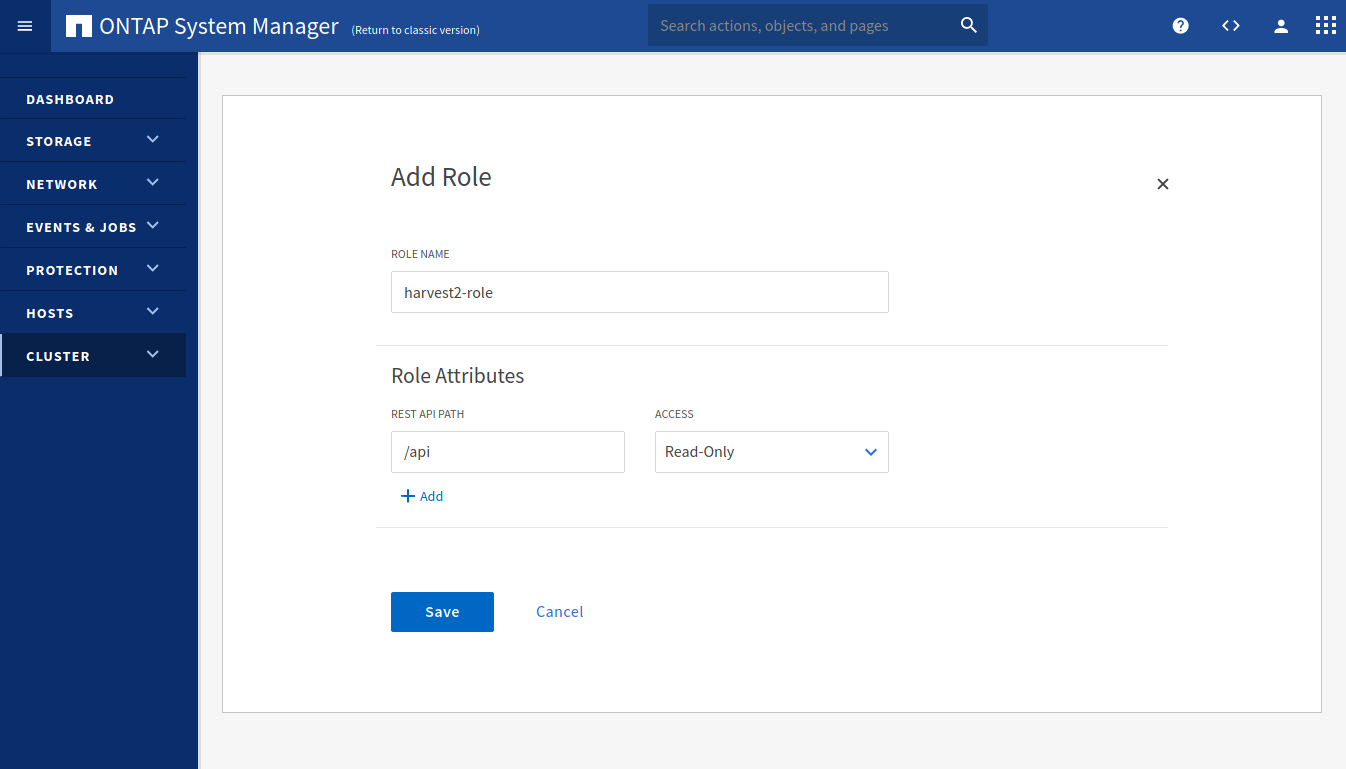 ONTAP System Manager (Return to classic version)
Search actions, objects, and pages
DASHBOARD
STORAGE
NETWORK
EVENTS & JOBS
PROTECTION
HOSTS
CLUSTER
Add Role
ROLE NAME
harvest2-role
Role Attributes
REST API PATH ACCESS
/api Read-Only
Add
Save Cancel